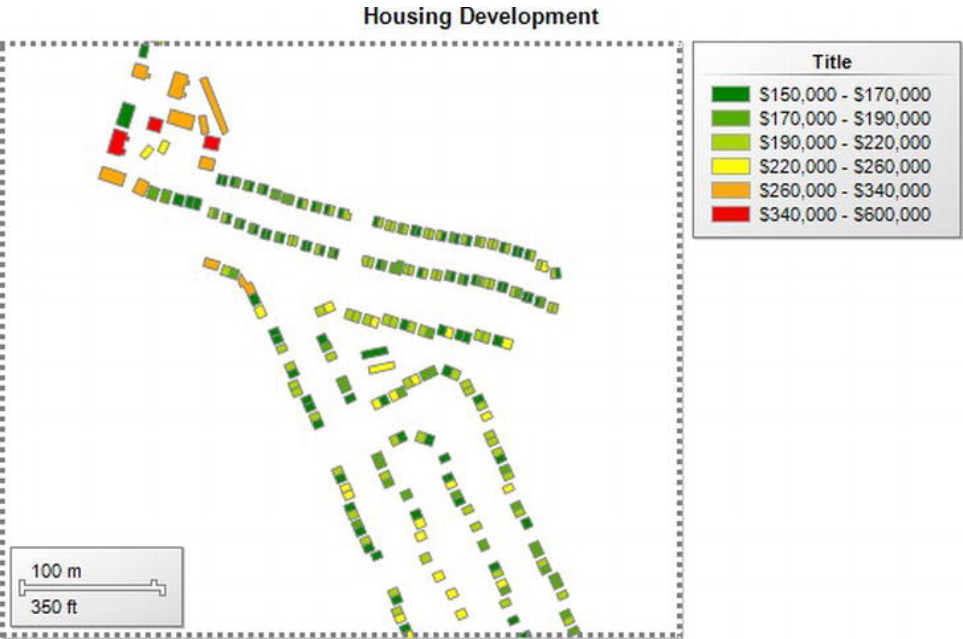 Housing Development
Title
$150,000 - $170,000
$170,000 - $190,000
$190,000 - $220,000
$220,000 - $260,000
$260,000 - $340,000
$340,000 - $600,000
100 m
350 ft